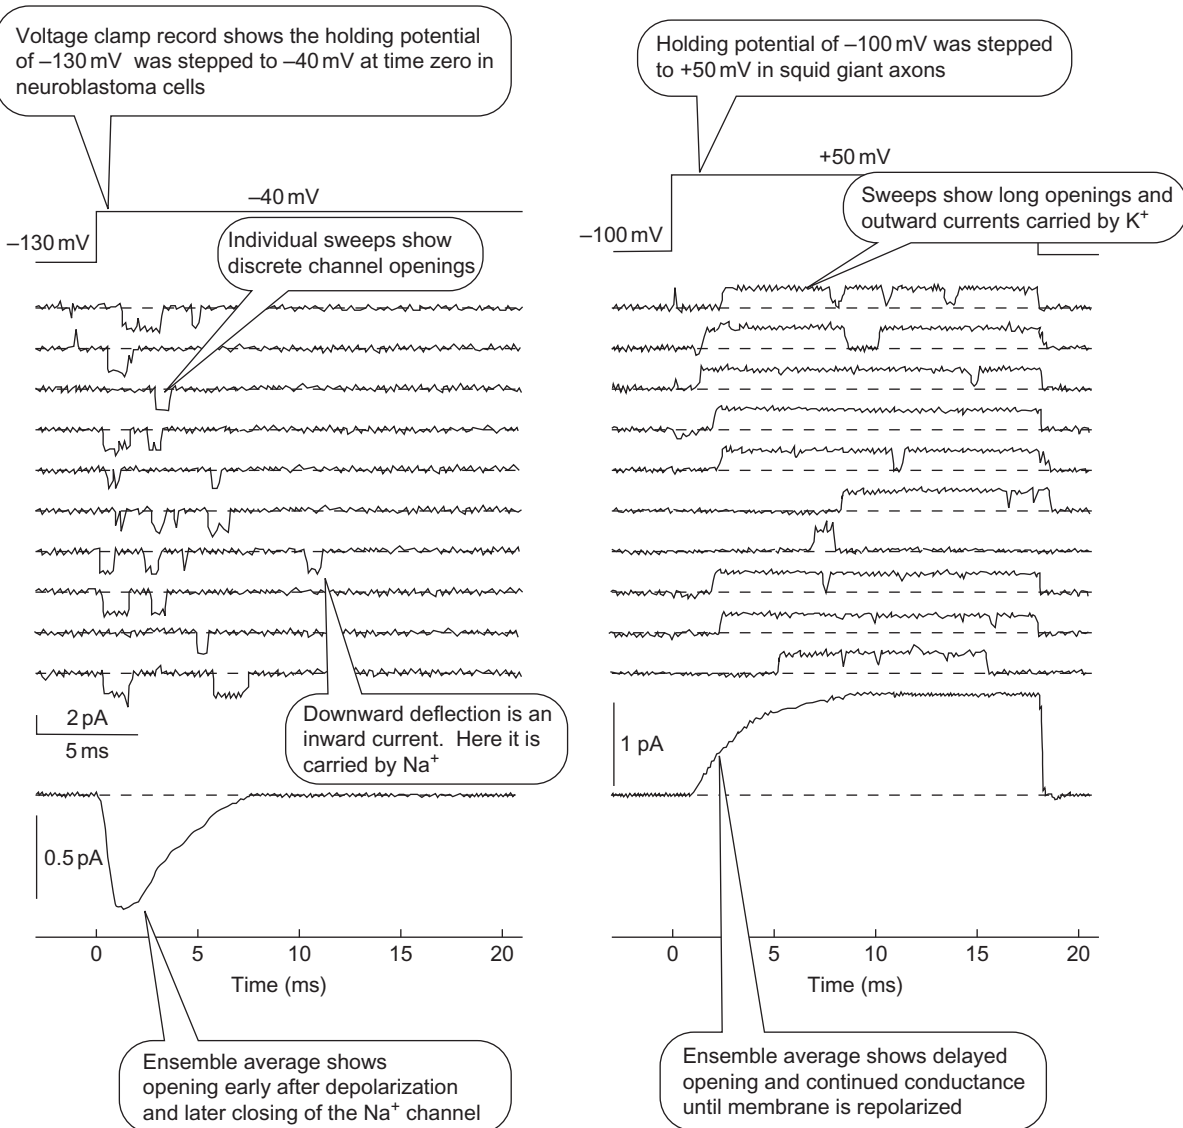 Voltage clamp record shows the holding potential
of –130 mV was stepped to –40 mV at time zero in
neuroblastoma cells
Holding potential of –100 mV was stepped
to +50 mV in squid giant axons
–40 mV
–130 mV
Individual sweeps show
discrete channel openings
+50 mV
–100 mV
Sweeps show long openings and
outward currents carried by K⁺
2 pA
5 ms
Downward deflection is an
inward current. Here it is
carried by Na⁺
1 pA
0.5 pA
0 5 10 15 20
Time (ms)
0 5 10 15 20
Time (ms)
Ensemble average shows
opening early after depolarization
and later closing of the Na⁺ channel
Ensemble average shows delayed
opening and continued conductance
until membrane is repolarized